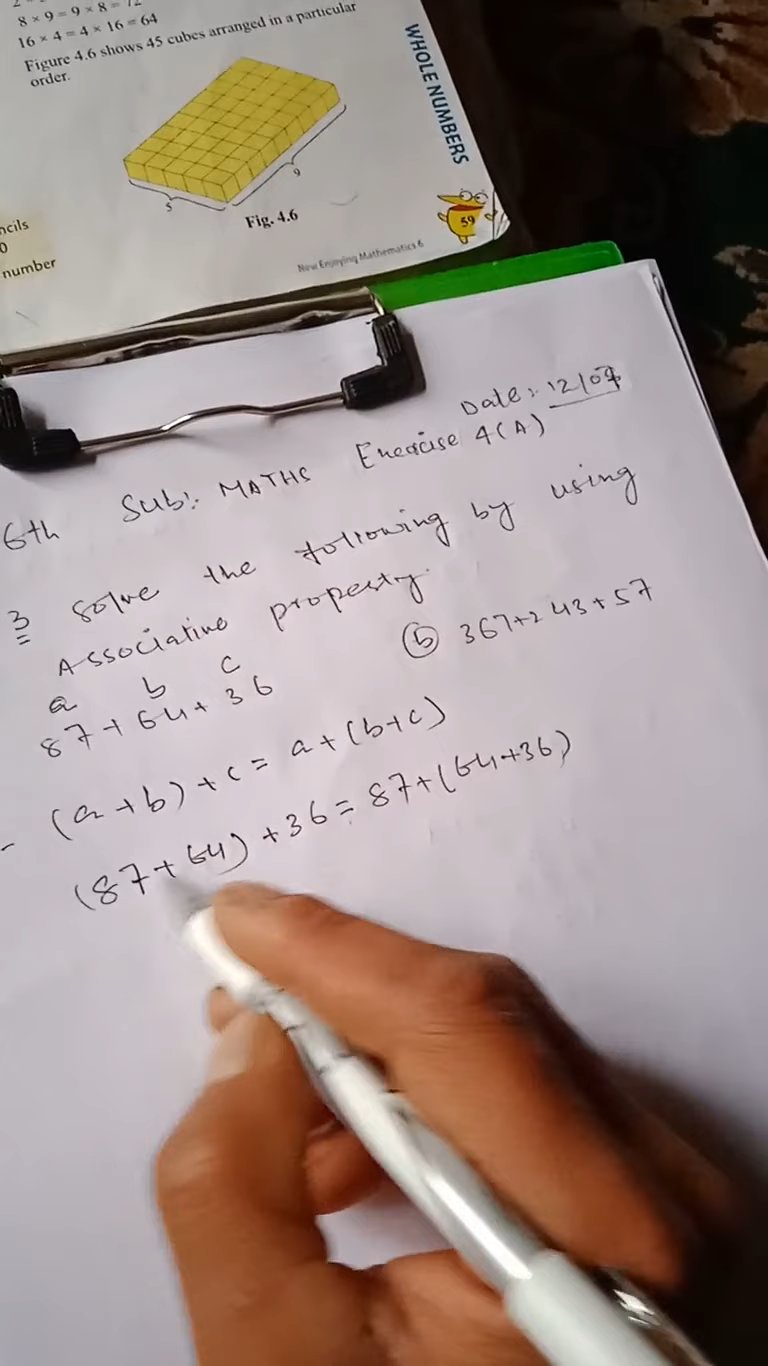 8 × 9 = 9 × 8 = 72
16 × 4 = 4 × 16 = 64
Figure 4.6 shows 45 cubes arranged in a particular
order.
WHOLE NUMBERS
5
9
Fig. 4.6
59
number
New Enjoying Mathematics 6
Date: 12/07
6th Sub: MATHS Exercise 4(A)
3 Solve the following by using
Associative property.
a b c
87+64+36
(b) 367+243+57
(a+b)+c = a+(b+c)
(87+64)+36 = 87+(64+36)